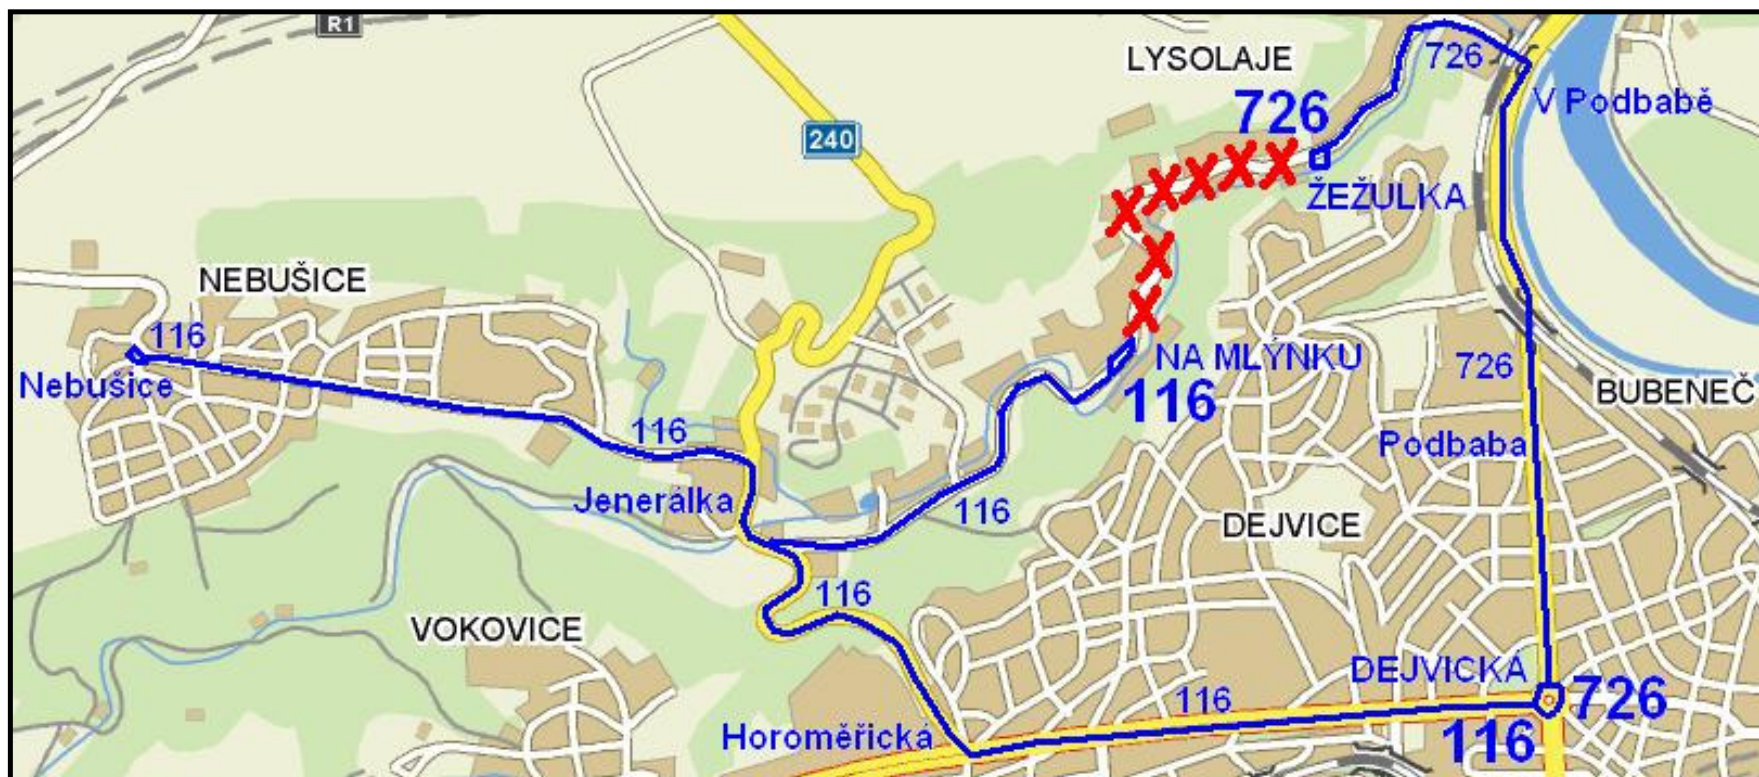 R1
LYSOLAJE
726
726
V Podbabě
240
ŽEŽULKA
NEBUŠICE
116
Nebušice
NA MLÝNKU
116
726
BUBENEČ
116
Podbaba
Jenerálka
116
DEJVICE
116
VOKOVICE
DEJVICKÁ
726
116
Horoměřická
116